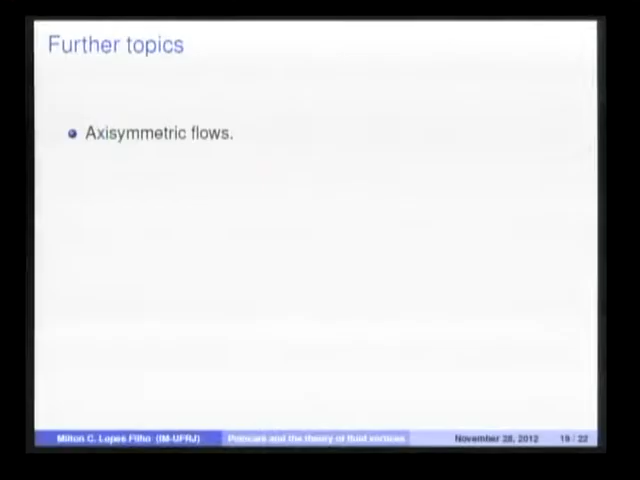 Further topics
Axisymmetric flows.
Milton C. Lopes Filho (IM-UFRJ) Poincaré and the theory of fluid vortices November 28, 2012 19 / 22